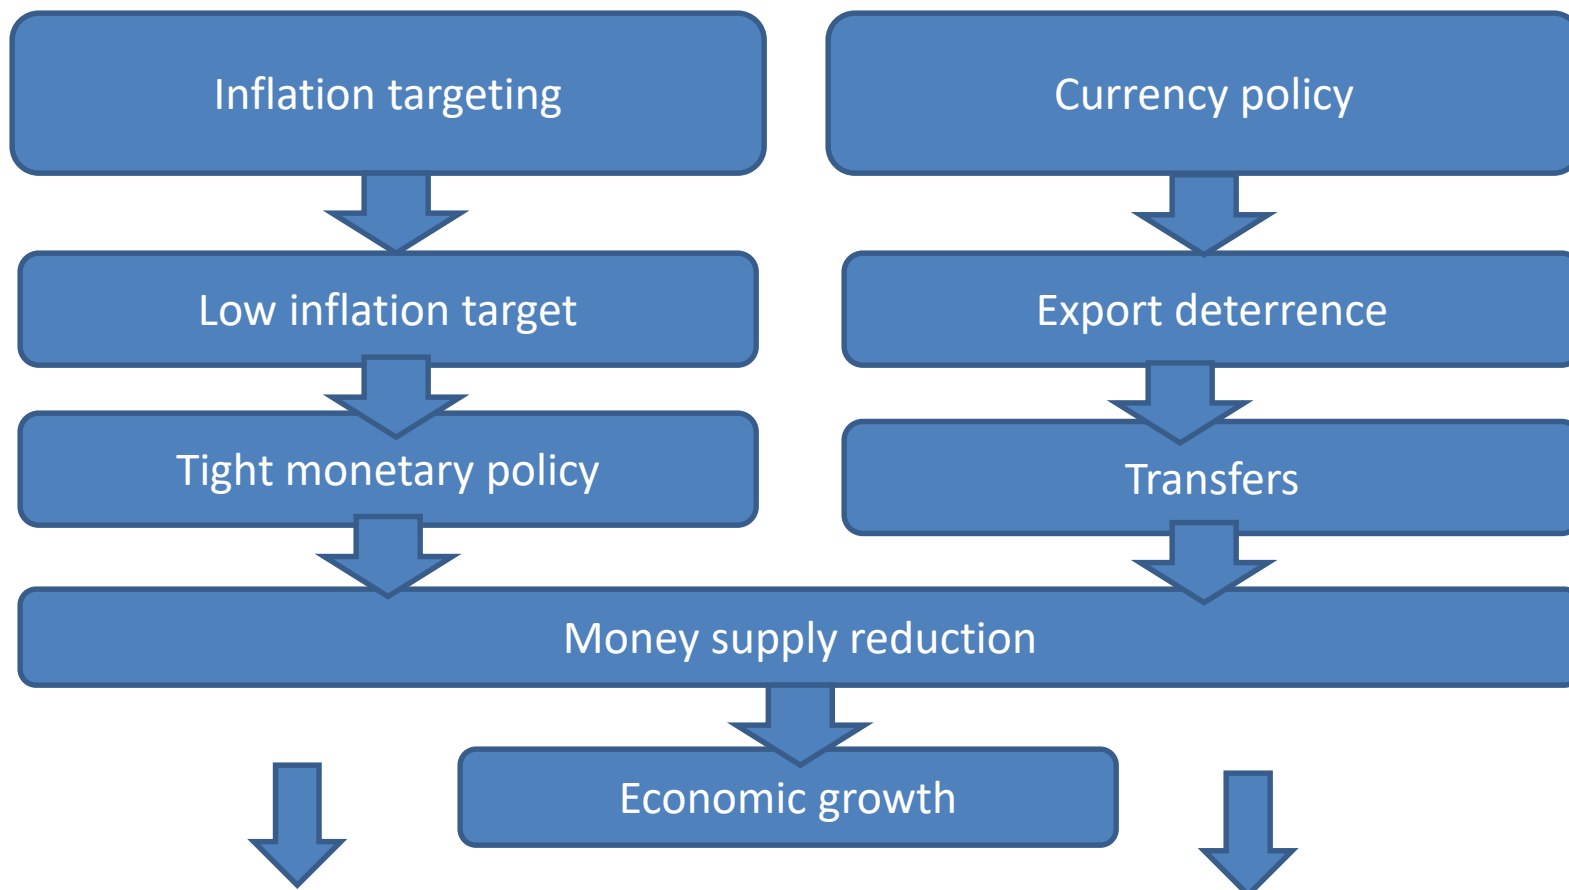 Inflation targeting
Currency policy
Low inflation target
Export deterrence
Tight monetary policy
Transfers
Money supply reduction
Economic growth